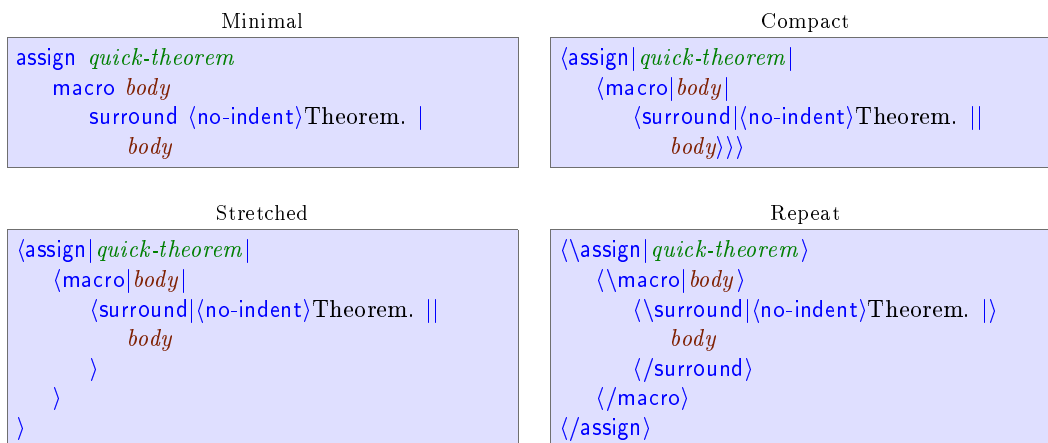 Minimal
assign quick-theorem
macro body
surround ⟨no-indent⟩Theorem. |
body
Compact
⟨assign|quick-theorem|
⟨macro|body|
⟨surround|⟨no-indent⟩Theorem. ||
body⟩⟩⟩
Stretched
⟨assign|quick-theorem|
⟨macro|body|
⟨surround|⟨no-indent⟩Theorem. ||
body
⟩
⟩
⟩
Repeat
⟨\assign|quick-theorem⟩
⟨\macro|body⟩
⟨\surround|⟨no-indent⟩Theorem. |⟩
body
⟨/surround⟩
⟨/macro⟩
⟨/assign⟩